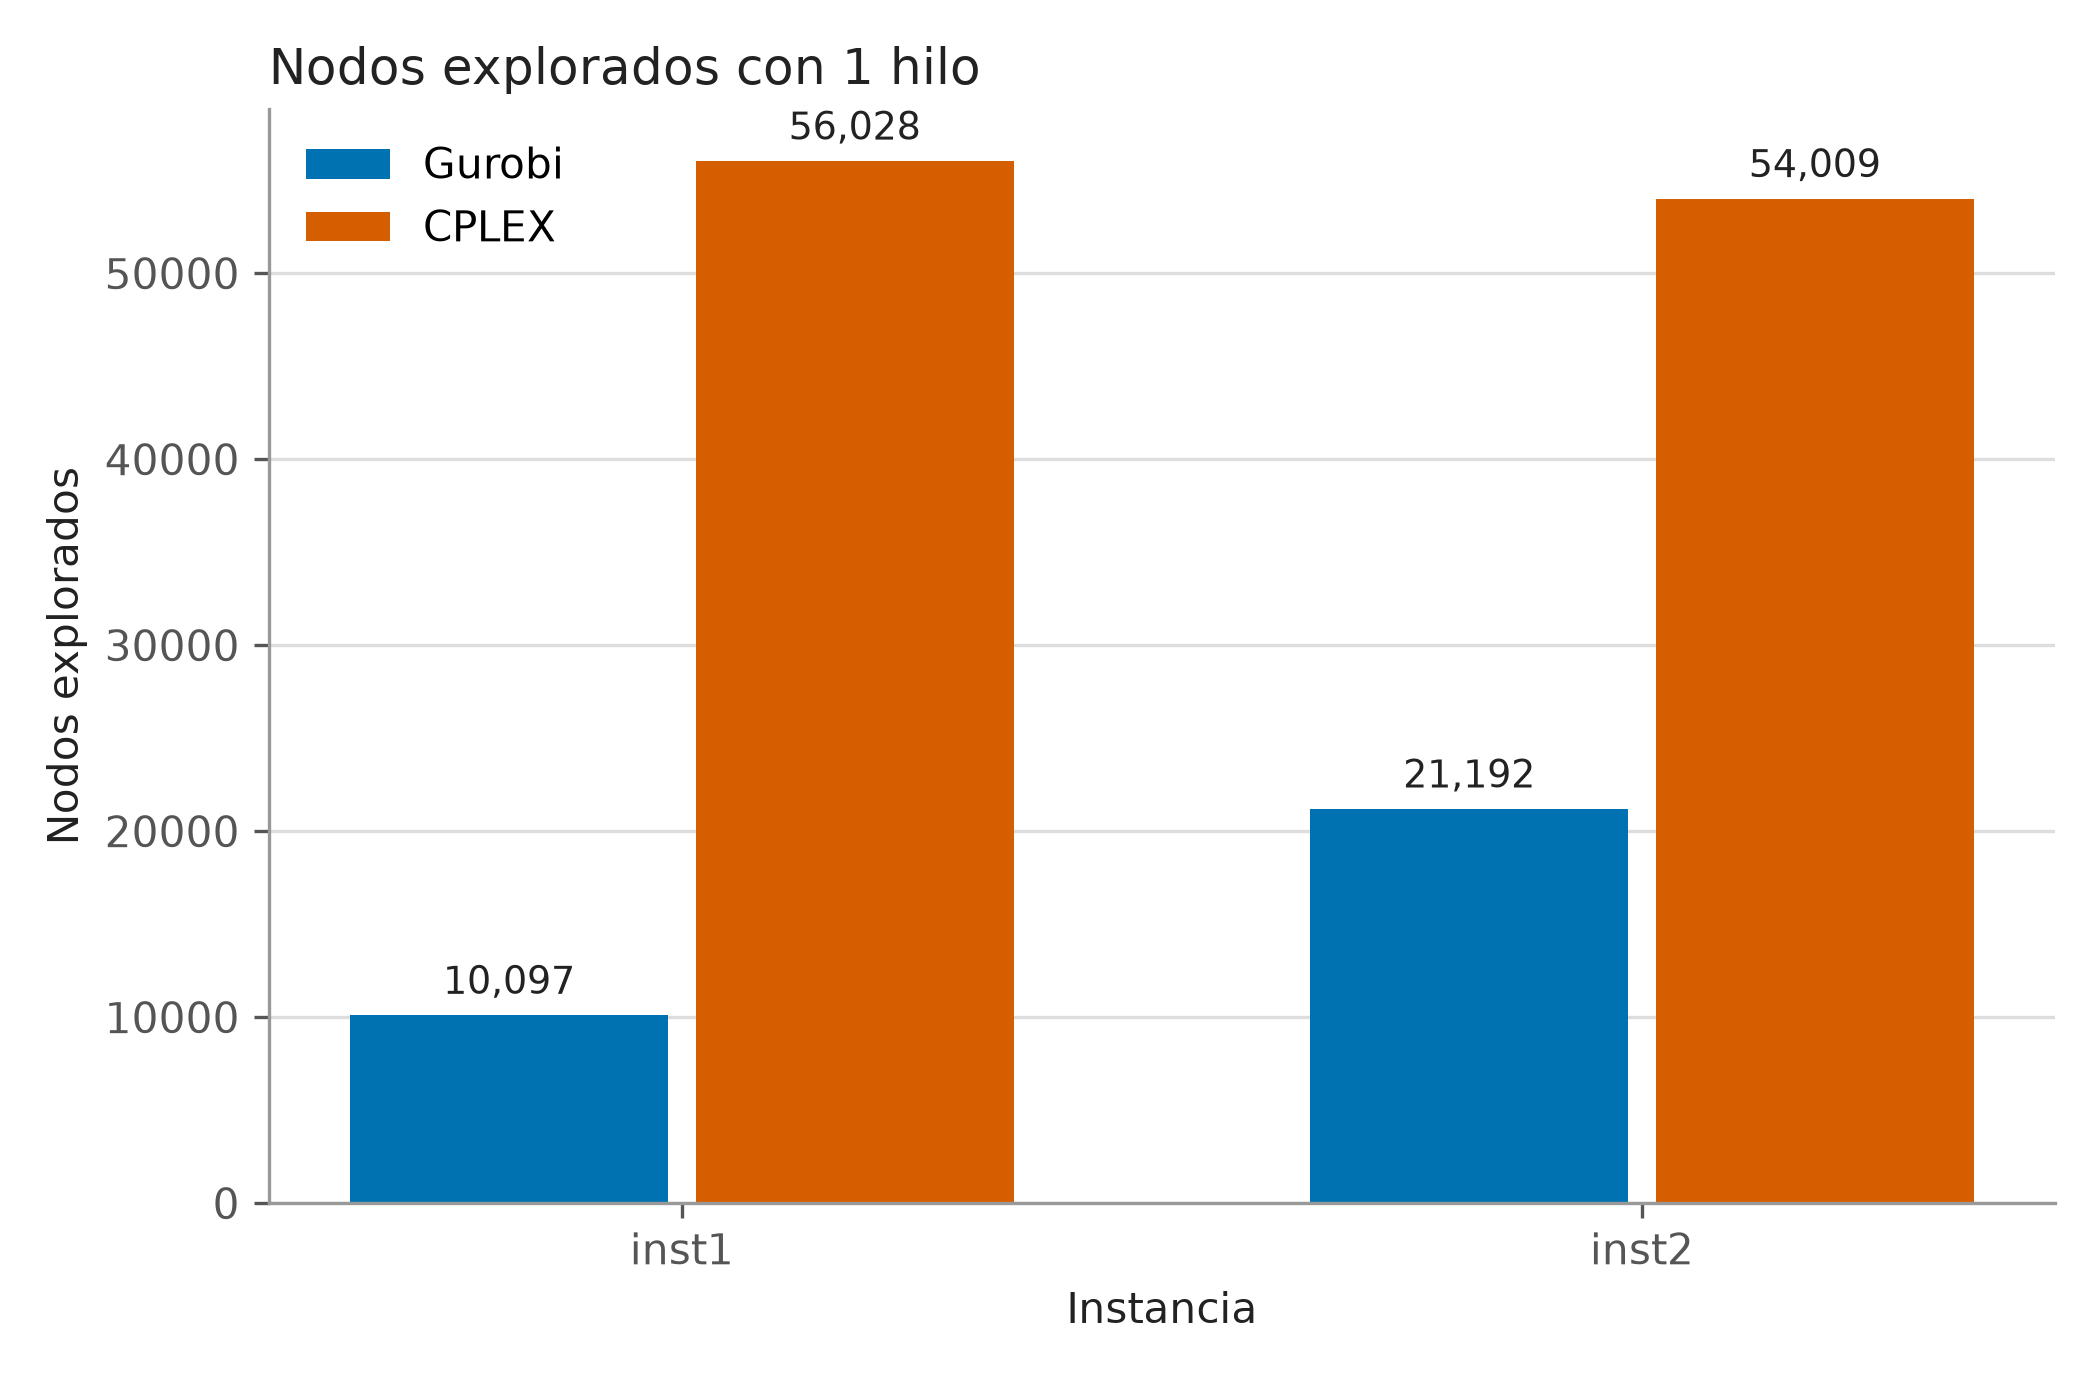 Nodos explorados con 1 hilo
Gurobi
CPLEX
56,028
54,009
21,192
10,097
Nodos explorados
50000
40000
30000
20000
10000
0
inst1
inst2
Instancia